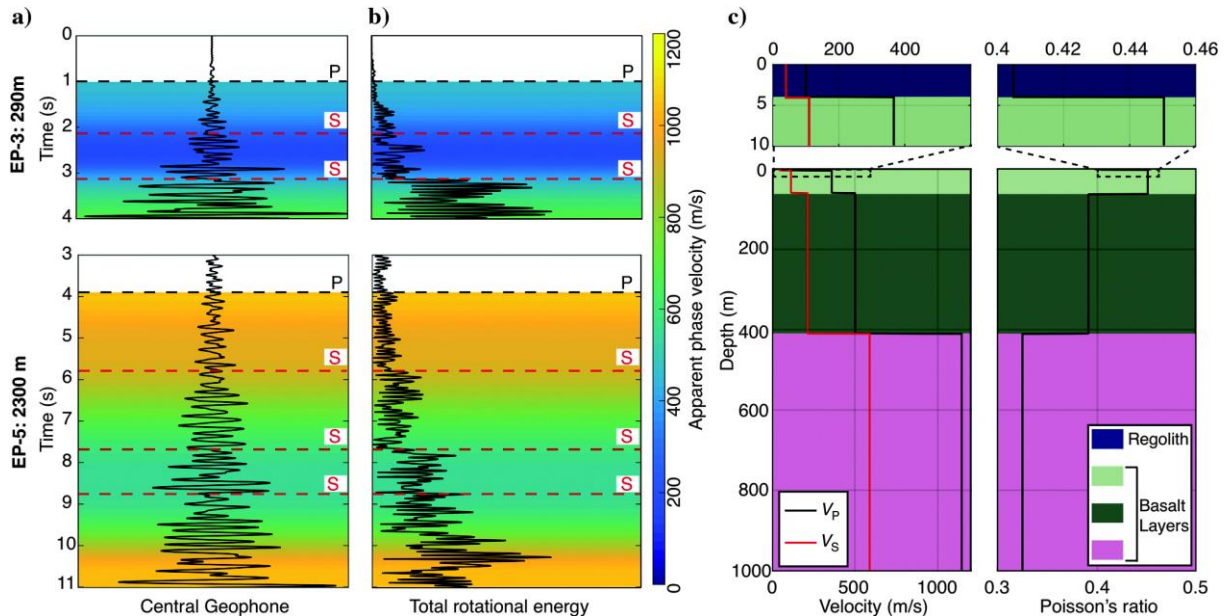 a)
b)
c)
EP-3: 290m
Time (s)
0
1
2
3
4
P
S
S
P
S
S
EP-5: 2300 m
Time (s)
3
4
5
6
7
8
9
10
11
P
S
S
S
P
S
S
S
Central Geophone
Total rotational energy
Apparent phase velocity (m/s)
1200
1000
800
600
400
200
0
0 200 400
0
5
10
0.4 0.42 0.44 0.46
Depth (m)
0
200
400
600
800
1000
VP
VS
0 500 1000
Velocity (m/s)
Regolith
Basalt
Layers
0.3 0.4 0.5
Poisson's ratio